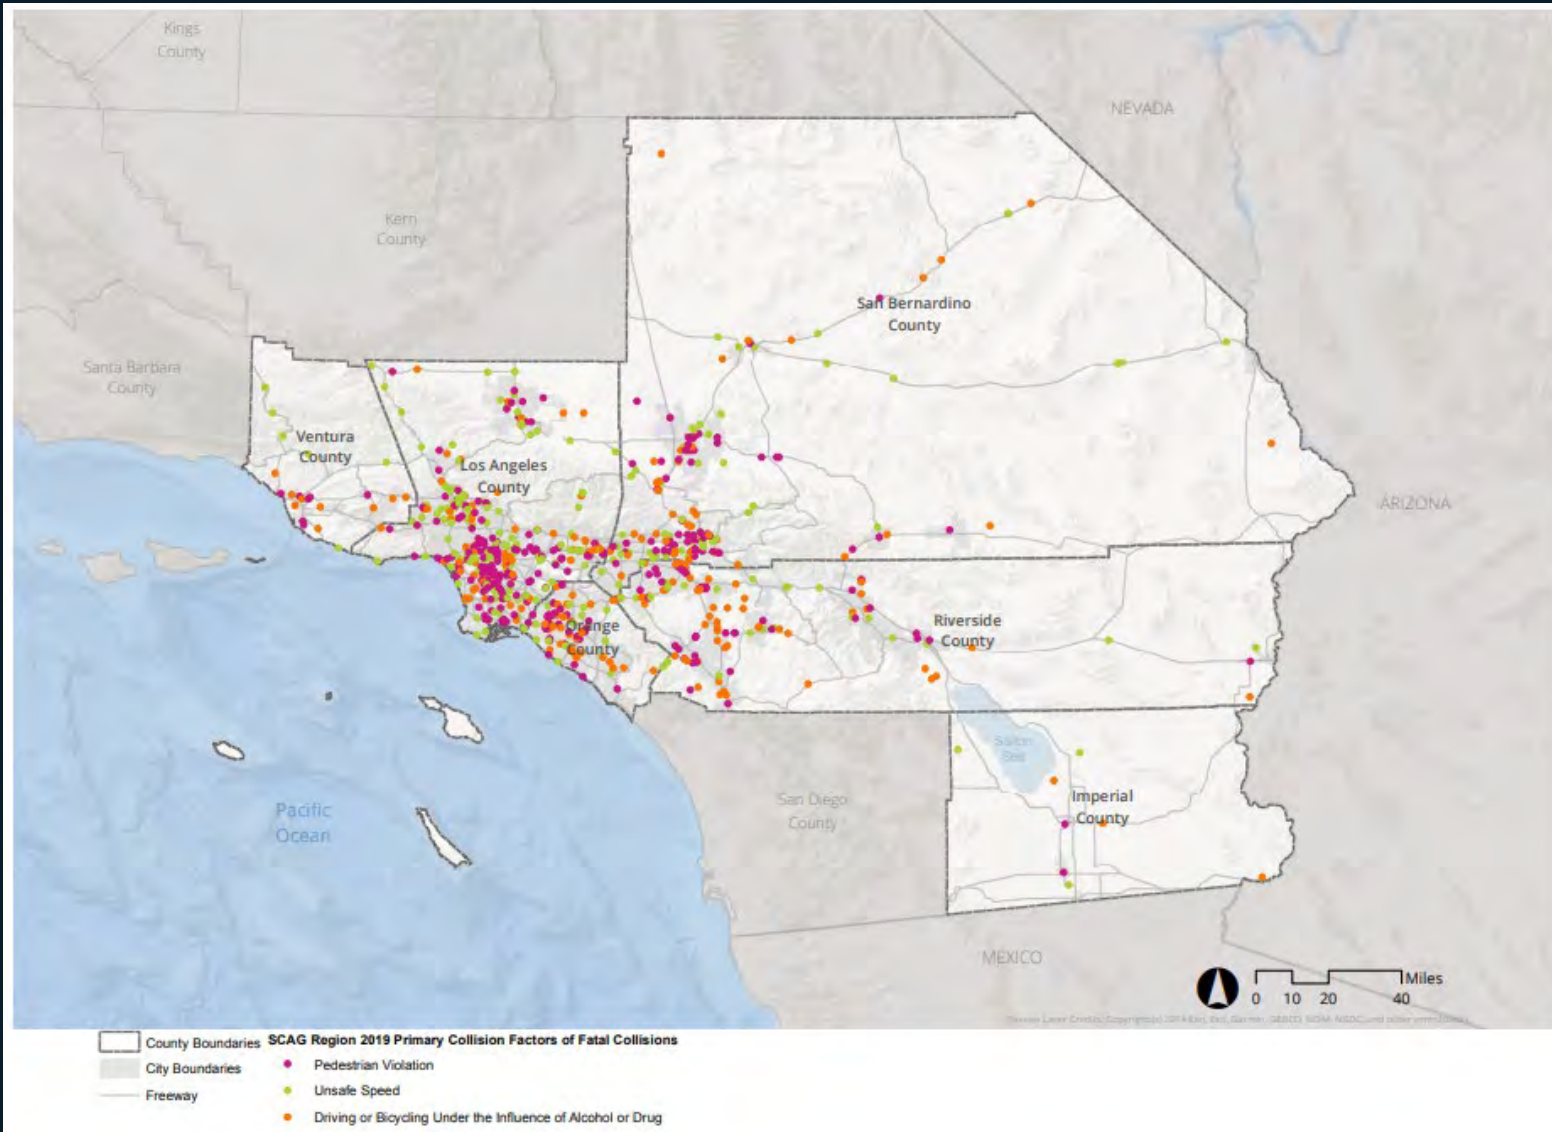 Kings
County
NEVADA
Kern
County
San Bernardino
County
Santa Barbara
County
Ventura
County
Los Angeles
County
ARIZONA
Orange
County
Riverside
County
Salton
Sea
Pacific
Ocean
San Diego
County
Imperial
County
MEXICO
Miles
0 10 20 40
County Boundaries
City Boundaries
Freeway
SCAG Region 2019 Primary Collision Factors of Fatal Collisions
Pedestrian Violation
Unsafe Speed
Driving or Bicycling Under the Influence of Alcohol or Drug